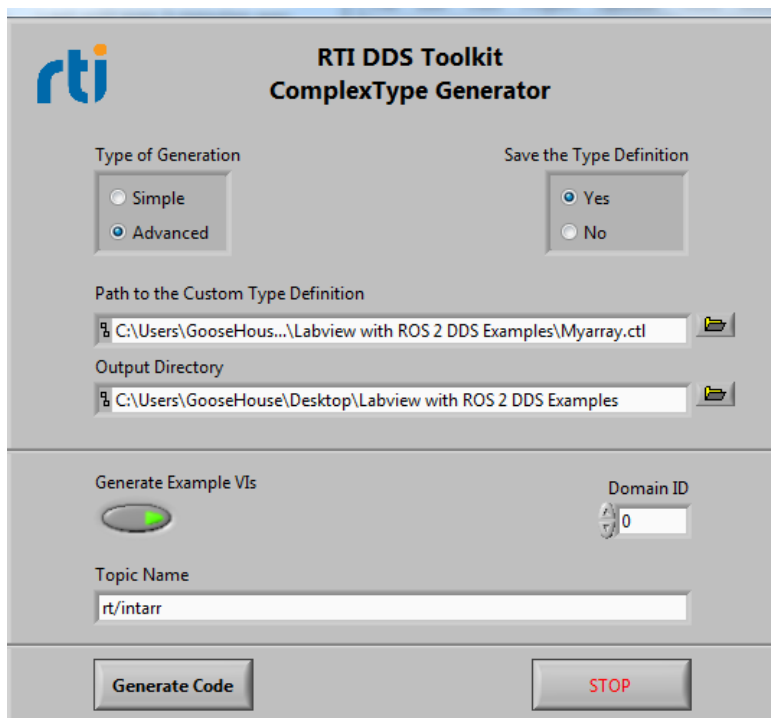 rti
RTI DDS Toolkit
ComplexType Generator
Type of Generation
Save the Type Definition
Simple
Advanced
Yes
No
Path to the Custom Type Definition
C:\Users\GooseHous...\Labview with ROS 2 DDS Examples\Myarray.ctl
Output Directory
C:\Users\GooseHouse\Desktop\Labview with ROS 2 DDS Examples
Generate Example VIs
Domain ID
0
Topic Name
rt/intarr
Generate Code
STOP